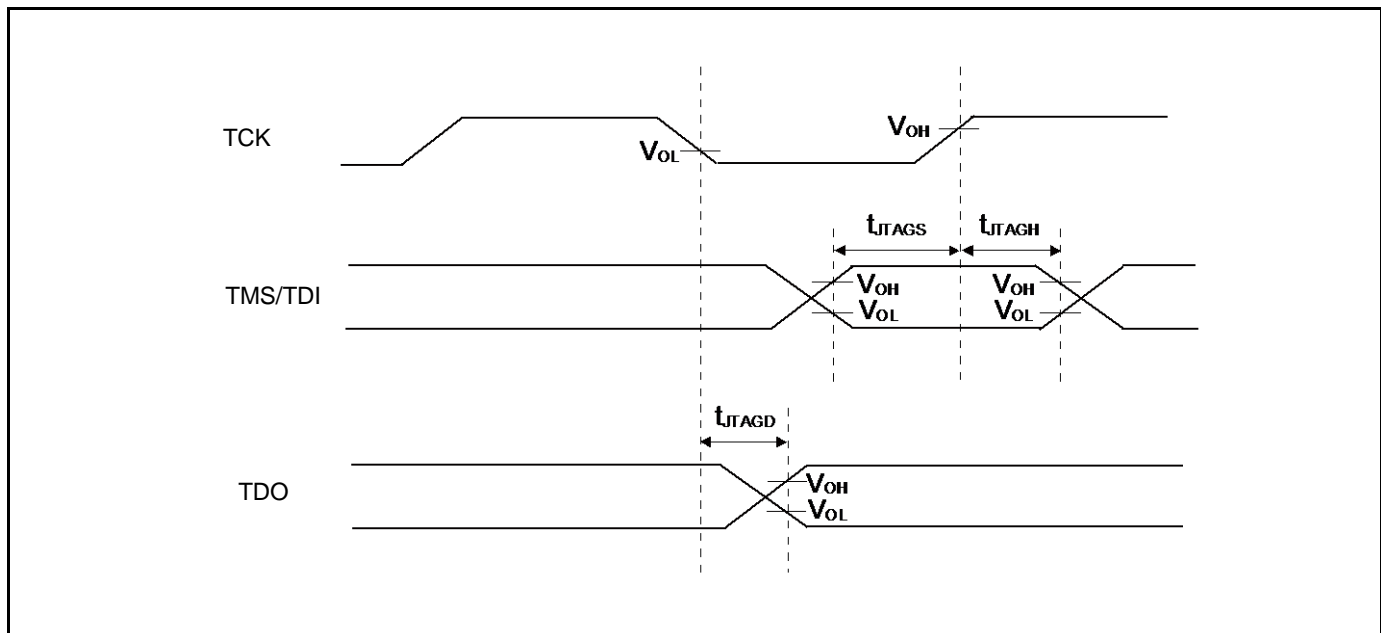 TCK
VOL
VOH
tJTAGS
tJTAGH
TMS/TDI
VOH
VOL
VOH
VOL
tJTAGD
TDO
VOH
VOL